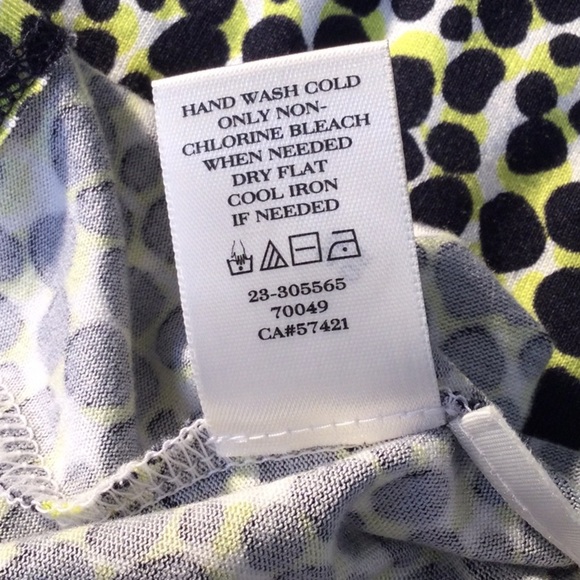 HAND WASH COLD
ONLY NON-
CHLORINE BLEACH
WHEN NEEDED
DRY FLAT
COOL IRON
IF NEEDED
23-305565
70049
CA#57421